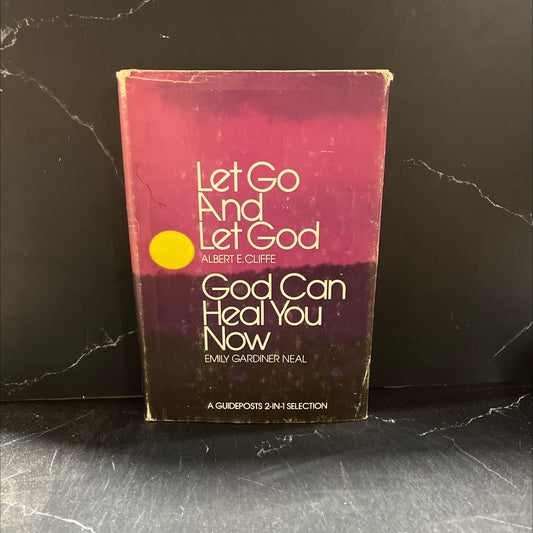 Let Go
And
Let God
ALBERT E. CLIFFE
God Can
Heal You
Now
EMILY GARDINER NEAL
A GUIDEPOSTS 2-IN-1 SELECTION